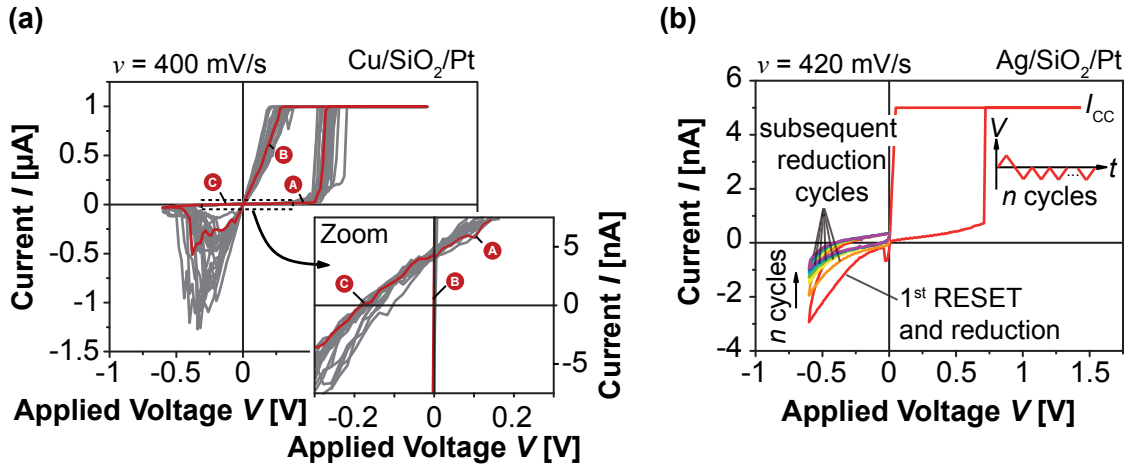 (a)
ν = 400 mV/s
Cu/SiO₂/Pt
1
0.5
0
-0.5
-1
-1.5
Current I [µA]
C
B
A
-0.5
0
Applied Voltage V [V]
Zoom
A
B
C
5
0
-5
Current I [nA]
-0.2
0
0.2
Applied Voltage V [V]
(b)
ν = 420 mV/s
Ag/SiO₂/Pt
6
5
4
2
0
-2
-4
Current I [nA]
subsequent
reduction
cycles
I_CC
V
t
...
n cycles
n cycles
1st RESET
and reduction
-1
-0.5
0
0.5
1
1.5
2
Applied Voltage V [V]